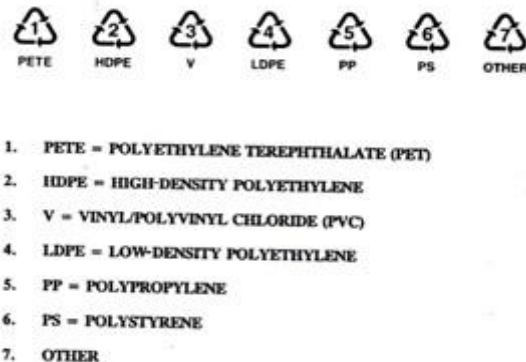 1 2 3 4 5 6 7
PETE HDPE V LDPE PP PS OTHER
1. PETE = POLYETHYLENE TEREPHTHALATE (PET)
2. HDPE = HIGH-DENSITY POLYETHYLENE
3. V = VINYL/POLYVINYL CHLORIDE (PVC)
4. LDPE = LOW-DENSITY POLYETHYLENE
5. PP = POLYPROPYLENE
6. PS = POLYSTYRENE
7. OTHER